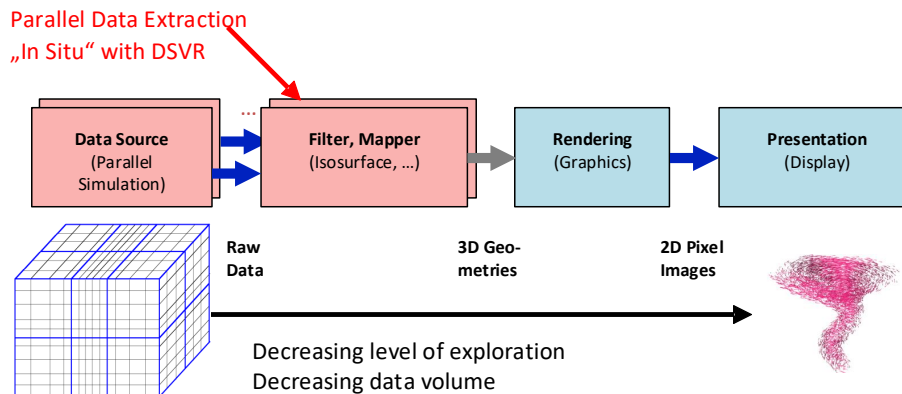 Parallel Data Extraction
„In Situ“ with DSVR
...
Data Source
(Parallel
Simulation)
Filter, Mapper
(Isosurface, ...)
Rendering
(Graphics)
Presentation
(Display)
Raw
Data
3D Geo-
metries
2D Pixel
Images
Decreasing level of exploration
Decreasing data volume